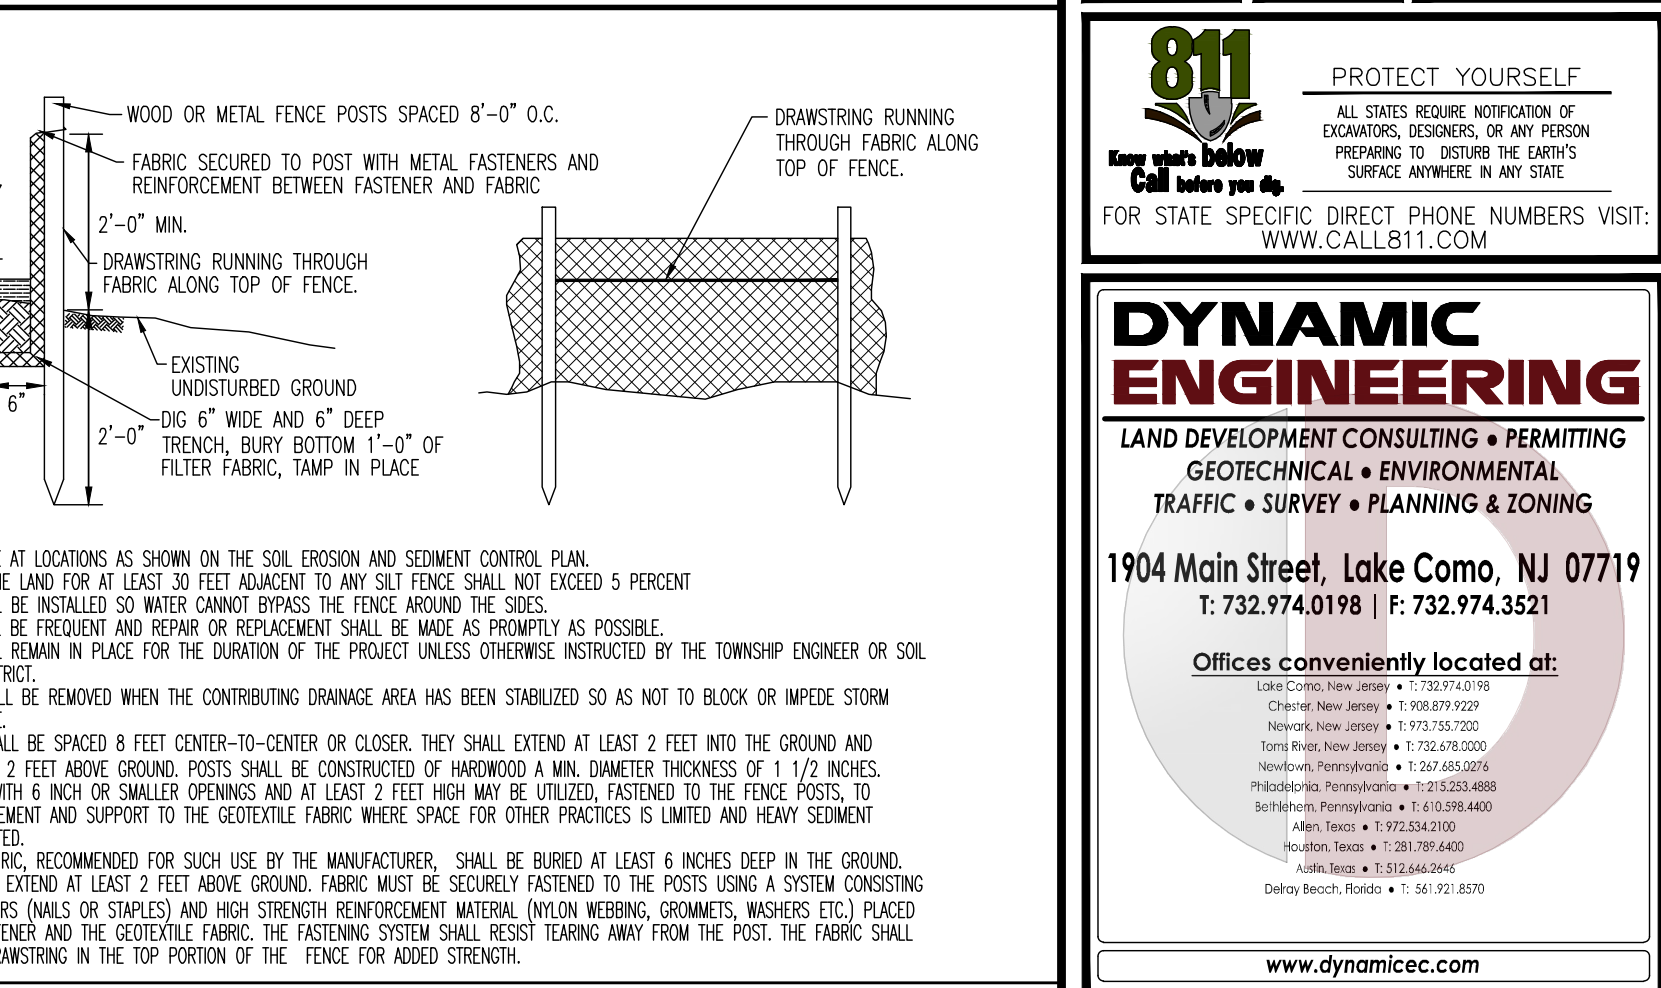 WOOD OR METAL FENCE POSTS SPACED 8'-0" O.C.
FABRIC SECURED TO POST WITH METAL FASTENERS AND
REINFORCEMENT BETWEEN FASTENER AND FABRIC
2'-0" MIN.
DRAWSTRING RUNNING THROUGH
FABRIC ALONG TOP OF FENCE.
EXISTING
UNDISTURBED GROUND
6"
2'-0"
DIG 6" WIDE AND 6" DEEP
TRENCH, BURY BOTTOM 1'-0" OF
FILTER FABRIC, TAMP IN PLACE
DRAWSTRING RUNNING
THROUGH FABRIC ALONG
TOP OF FENCE.
AT LOCATIONS AS SHOWN ON THE SOIL EROSION AND SEDIMENT CONTROL PLAN.
LAND FOR AT LEAST 30 FEET ADJACENT TO ANY SILT FENCE SHALL NOT EXCEED 5 PERCENT
BE INSTALLED SO WATER CANNOT BYPASS THE FENCE AROUND THE SIDES.
BE FREQUENT AND REPAIR OR REPLACEMENT SHALL BE MADE AS PROMPTLY AS POSSIBLE.
REMAIN IN PLACE FOR THE DURATION OF THE PROJECT UNLESS OTHERWISE INSTRUCTED BY THE TOWNSHIP ENGINEER OR SOIL
TRICT.
LL BE REMOVED WHEN THE CONTRIBUTING DRAINAGE AREA HAS BEEN STABILIZED SO AS NOT TO BLOCK OR IMPEDE STORM
ALL BE SPACED 8 FEET CENTER-TO-CENTER OR CLOSER. THEY SHALL EXTEND AT LEAST 2 FEET INTO THE GROUND AND
2 FEET ABOVE GROUND. POSTS SHALL BE CONSTRUCTED OF HARDWOOD A MIN. DIAMETER THICKNESS OF 1 1/2 INCHES.
WITH 6 INCH OR SMALLER OPENINGS AND AT LEAST 2 FEET HIGH MAY BE UTILIZED, FASTENED TO THE FENCE POSTS, TO
EMENT AND SUPPORT TO THE GEOTEXTILE FABRIC WHERE SPACE FOR OTHER PRACTICES IS LIMITED AND HEAVY SEDIMENT
TED.
RIC, RECOMMENDED FOR SUCH USE BY THE MANUFACTURER, SHALL BE BURIED AT LEAST 6 INCHES DEEP IN THE GROUND.
EXTEND AT LEAST 2 FEET ABOVE GROUND. FABRIC MUST BE SECURELY FASTENED TO THE POSTS USING A SYSTEM CONSISTING
RS (NAILS OR STAPLES) AND HIGH STRENGTH REINFORCEMENT MATERIAL (NYLON WEBBING, GROMMETS, WASHERS ETC.) PLACED
TENER AND THE GEOTEXTILE FABRIC. THE FASTENING SYSTEM SHALL RESIST TEARING AWAY FROM THE POST. THE FABRIC SHALL
RAWSTRING IN THE TOP PORTION OF THE FENCE FOR ADDED STRENGTH.
811
Know what's below
Call before you dig.
PROTECT YOURSELF
ALL STATES REQUIRE NOTIFICATION OF
EXCAVATORS, DESIGNERS, OR ANY PERSON
PREPARING TO DISTURB THE EARTH'S
SURFACE ANYWHERE IN ANY STATE
FOR STATE SPECIFIC DIRECT PHONE NUMBERS VISIT:
WWW.CALL811.COM
DYNAMIC
ENGINEERING
LAND DEVELOPMENT CONSULTING • PERMITTING
GEOTECHNICAL • ENVIRONMENTAL
TRAFFIC • SURVEY • PLANNING & ZONING
1904 Main Street, Lake Como, NJ 07719
T: 732.974.0198 | F: 732.974.3521
Offices conveniently located at:
Lake Como, New Jersey • T: 732.974.0198
Chester, New Jersey • T: 908.879.9229
Newark, New Jersey • T: 973.755.7200
Toms River, New Jersey • T: 732.678.0000
Newtown, Pennsylvania • T: 267.685.0276
Philadelphia, Pennsylvania • T: 215.253.4888
Bethlehem, Pennsylvania • T: 610.598.4400
Allen, Texas • T: 972.534.2100
Houston, Texas • T: 281.789.6400
Austin, Texas • T: 512.646.2646
Delray Beach, Florida • T: 561.921.8570
www.dynamicec.com